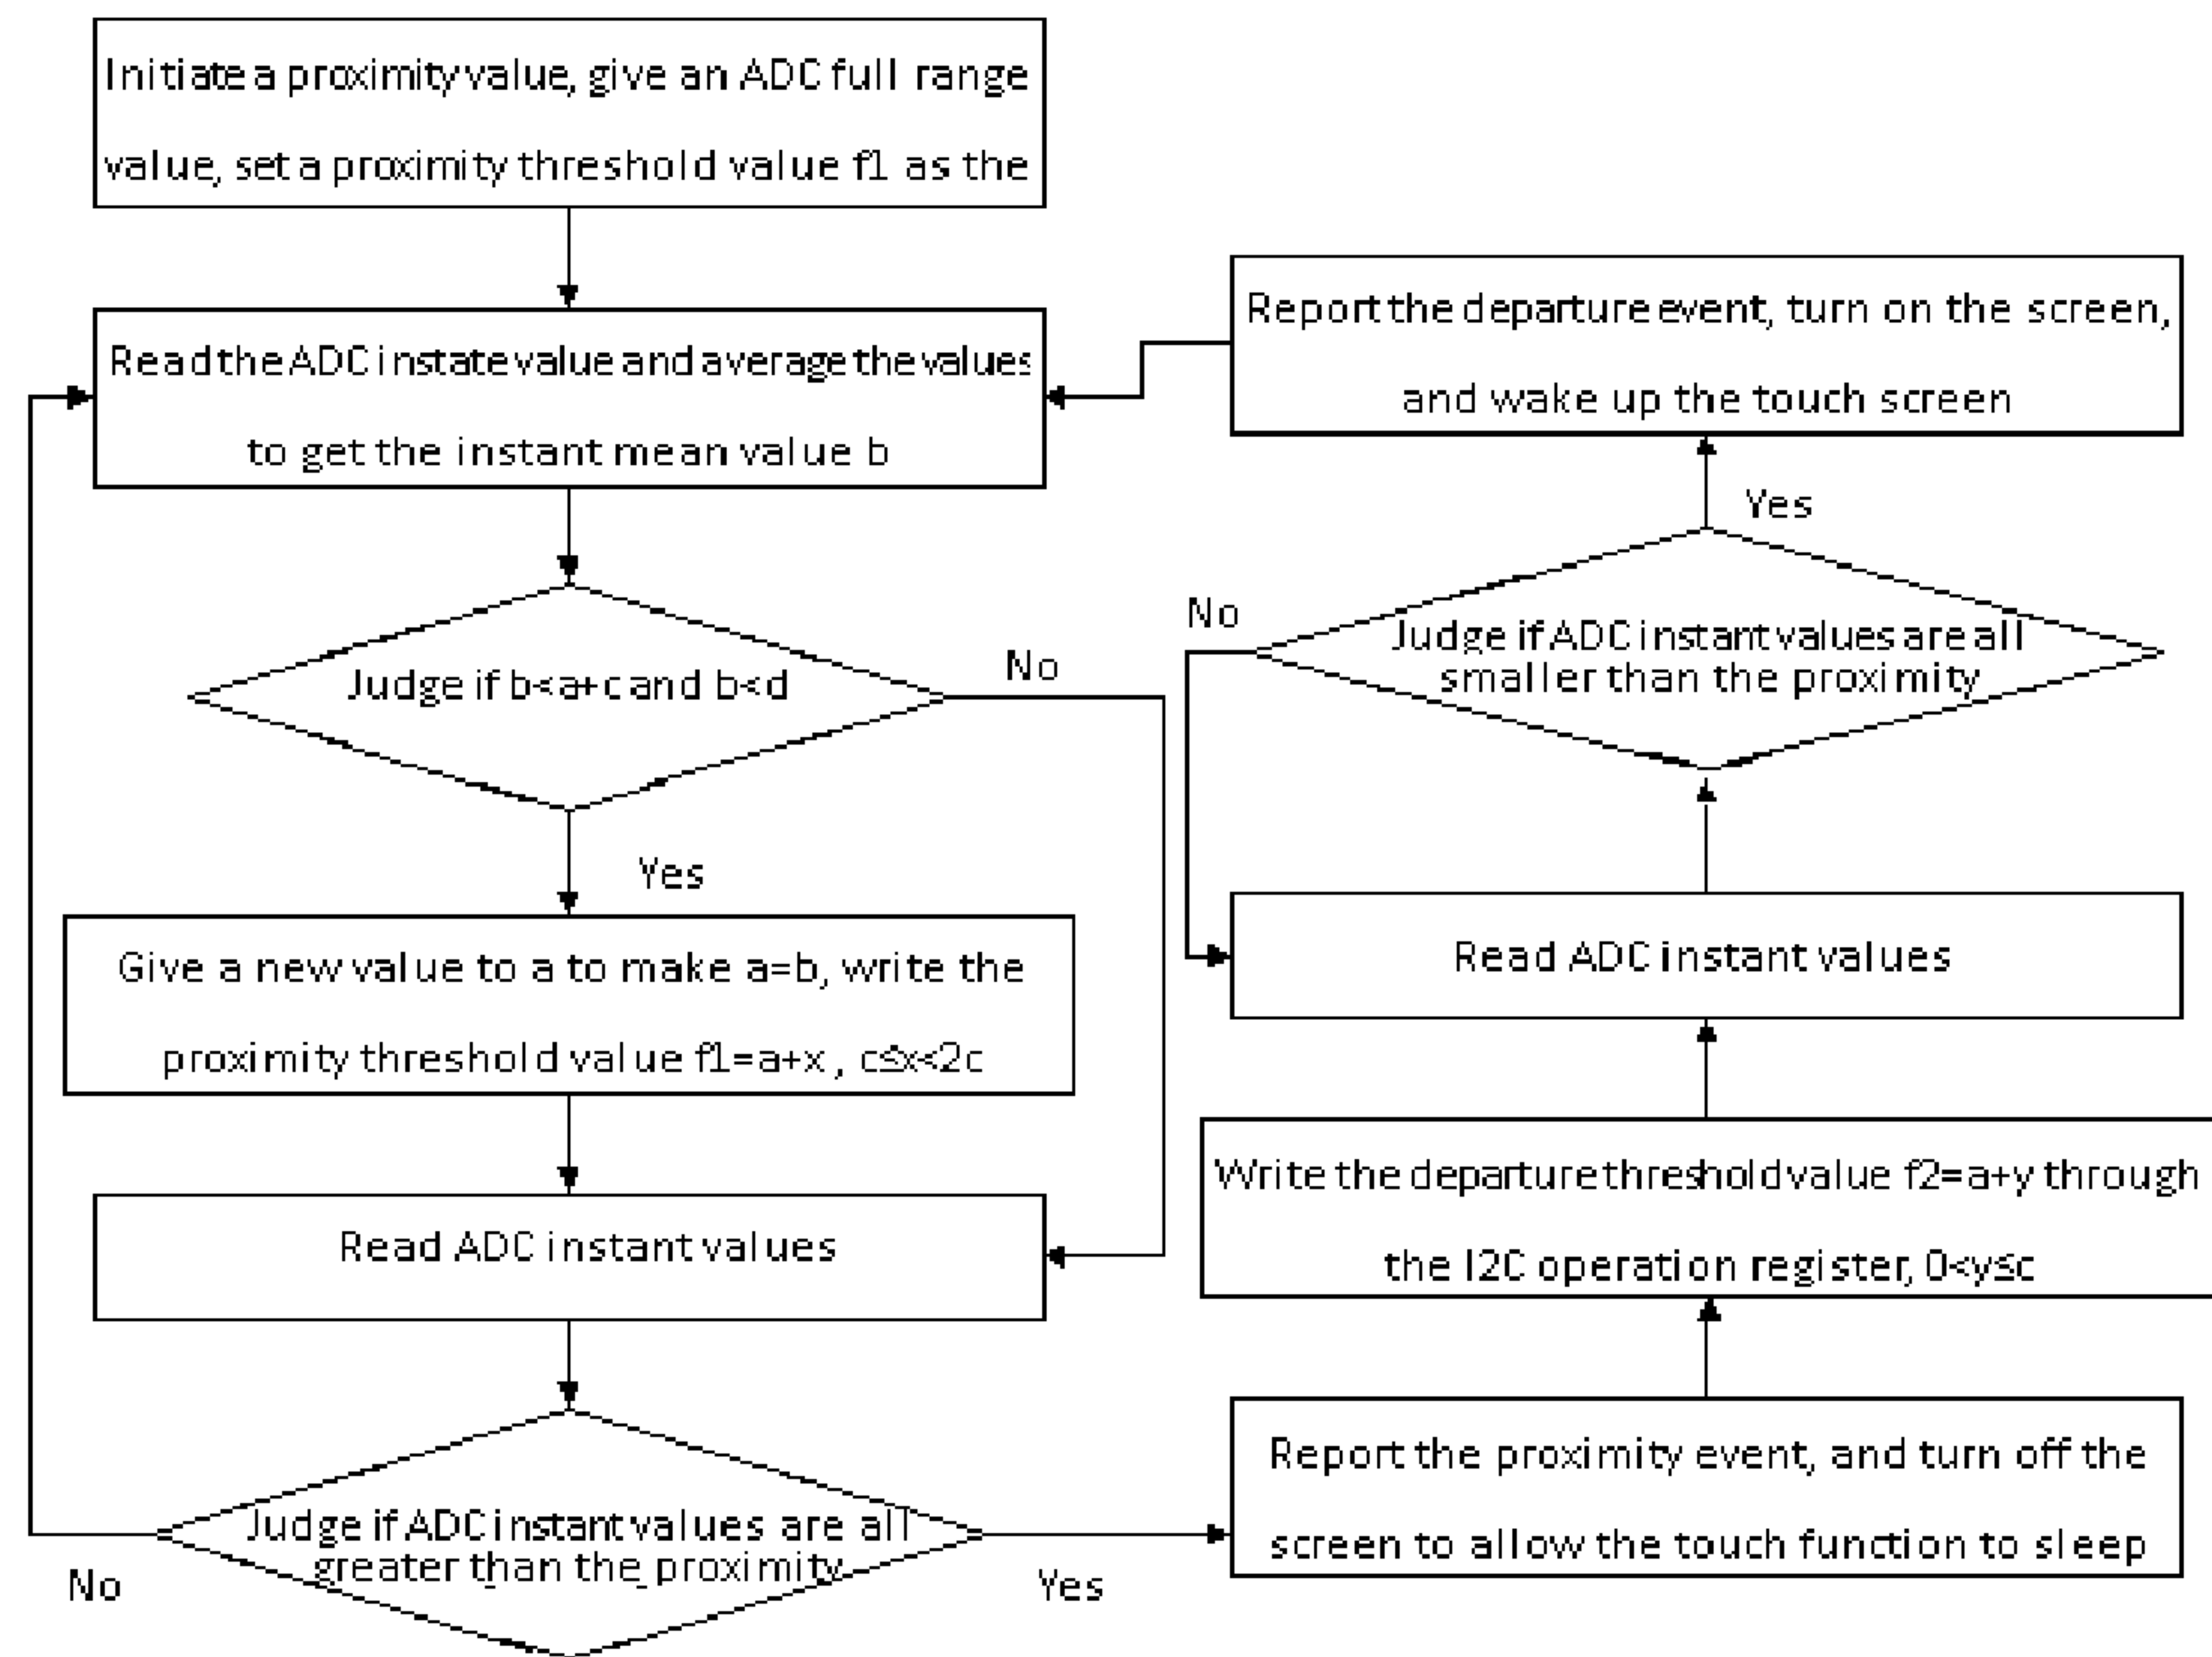 Initiate a proximity value, give an ADC full range
value, set a proximity threshold value f1 as the
Read the ADC instate value and average the values
to get the instant mean value b
Judge if b<a+c and b<d
No
Yes
Give a new value to a to make a=b, write the
proximity threshold value f1=a+x , c≤x<2c
Read ADC instant values
Judge if ADC instant values are all
greater than the proximity
No
Yes
Report the proximity event, and turn off the
screen to allow the touch function to sleep
Write the departure threshold value f2=a+y through
the I2C operation register, 0<y≤c
Read ADC instant values
Judge if ADC instant values are all
smaller than the proximity
No
Yes
Report the departure event, turn on the screen,
and wake up the touch screen